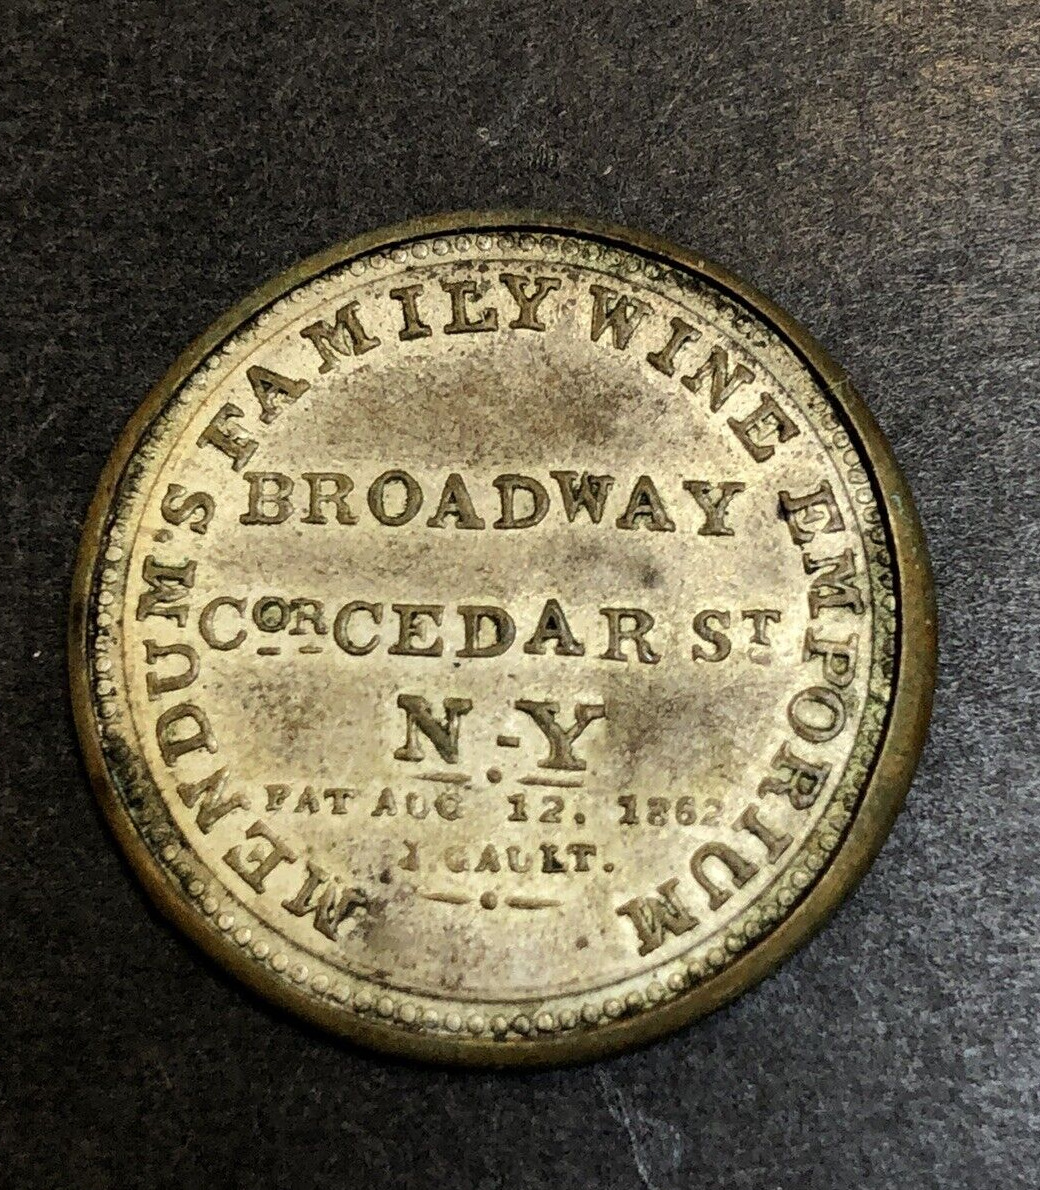 MENDUM'S FAMILY WINE EMPORIUM
BROADWAY
COR CEDAR ST
N-Y
PAT AUG 12. 1862
J. GAULT.